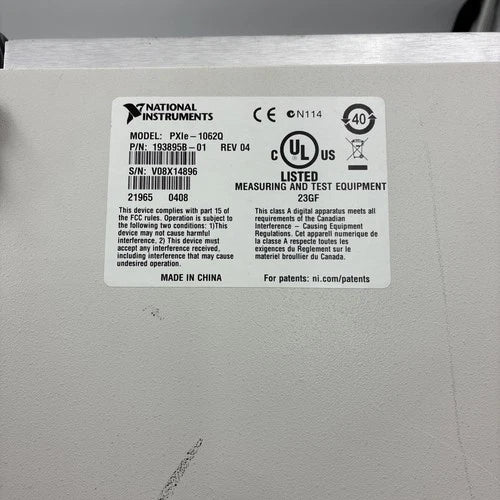 NATIONAL
INSTRUMENTS
CE N114 40
MODEL: PXIe-1062Q
P/N: 193895B-01 REV 04
S/N: V08X14896
21965 0408
C UL US
LISTED
MEASURING AND TEST EQUIPMENT
23GF
This device complies with part 15 of
the FCC rules. Operation is subject to
the following two conditions: 1)This
device may not cause harmful
interference, 2) This device must
accept any interference received,
including interference that may cause
undesired operation.
This class A digital apparatus meets all
requirements of the Canadian
Interference - Causing Equipment
Regulations. Cet appareil numerique de
la classe A respecte toutes les
exigences du Reglement sur le
materiel brouillier du Canada.
MADE IN CHINA
For patents: ni.com/patents